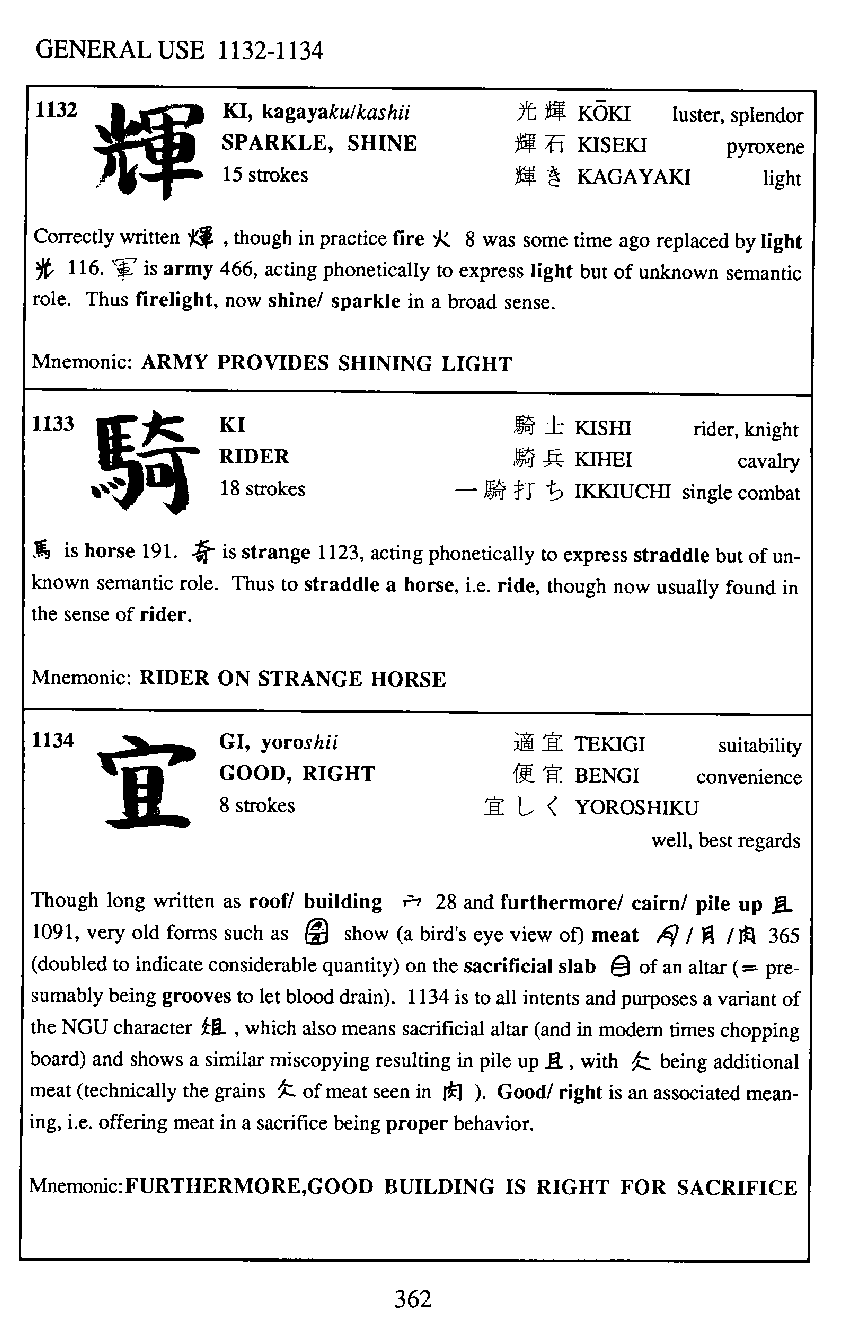 GENERAL USE 1132-1134
1132 輝 KI, kagayaku/kashii 光輝 KŌKI luster, splendor
SPARKLE, SHINE 輝石 KISEKI pyroxene
15 strokes 輝き KAGAYAKI light
Correctly written 煇 , though in practice fire 火 8 was some time ago replaced by light
光 116. 軍 is army 466, acting phonetically to express light but of unknown semantic
role. Thus firelight, now shine/ sparkle in a broad sense.
Mnemonic: ARMY PROVIDES SHINING LIGHT
1133 騎 KI 騎上 KISHI rider, knight
RIDER 騎兵 KIHEI cavalry
18 strokes 一騎打ち IKKIUCHI single combat
馬 is horse 191. 奇 is strange 1123, acting phonetically to express straddle but of un-
known semantic role. Thus to straddle a horse, i.e. ride, though now usually found in
the sense of rider.
Mnemonic: RIDER ON STRANGE HORSE
1134 宜 GI, yoroshii 適宜 TEKIGI suitability
GOOD, RIGHT 便宜 BENGI convenience
8 strokes 宜しく YOROSHIKU
well, best regards
Though long written as roof/ building 宀 28 and furthermore/ cairn/ pile up 且
1091, very old forms such as show (a bird's eye view of) meat / / 肉 365
(doubled to indicate considerable quantity) on the sacrificial slab of an altar (= pre-
sumably being grooves to let blood drain). 1134 is to all intents and purposes a variant of
the NGU character 俎 , which also means sacrificial altar (and in modern times chopping
board) and shows a similar miscopying resulting in pile up 且 , with being additional
meat (technically the grains of meat seen in 肉 ). Good/ right is an associated mean-
ing, i.e. offering meat in a sacrifice being proper behavior.
Mnemonic:FURTHERMORE,GOOD BUILDING IS RIGHT FOR SACRIFICE
362